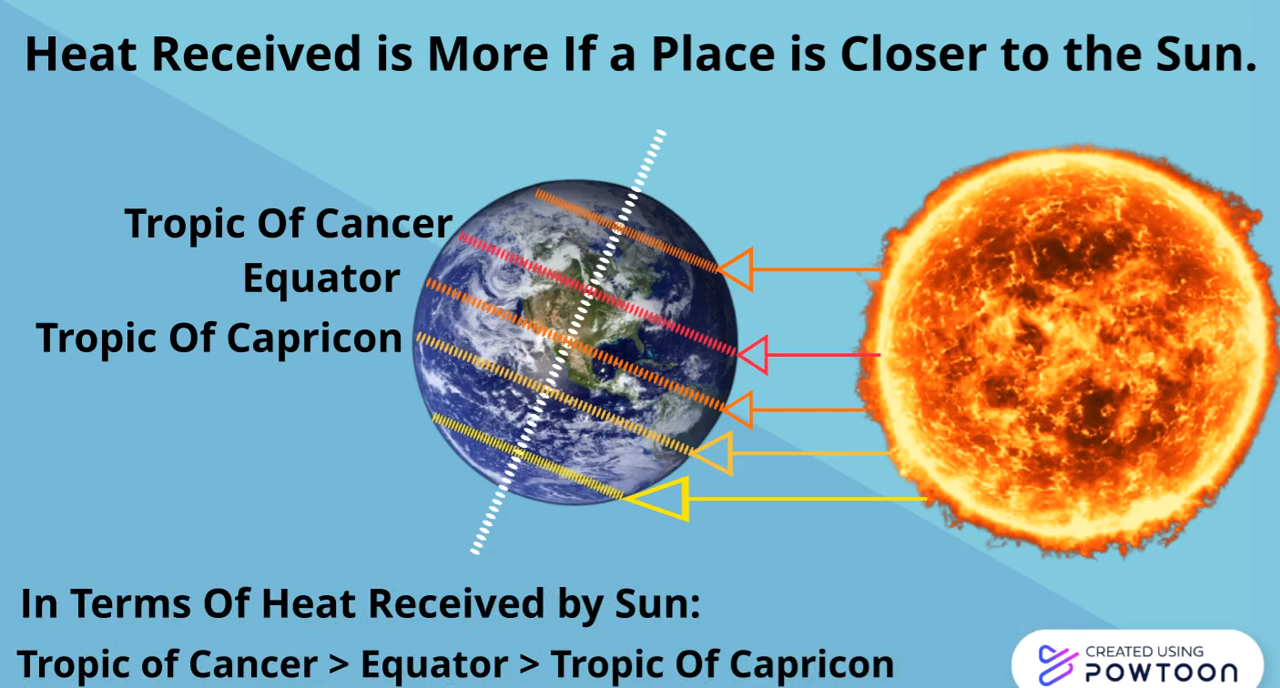 Heat Received is More If a Place is Closer to the Sun.
Tropic Of Cancer
Equator
Tropic Of Capricon
In Terms Of Heat Received by Sun:
Tropic of Cancer > Equator > Tropic Of Capricon
CREATED USING
POWTOON